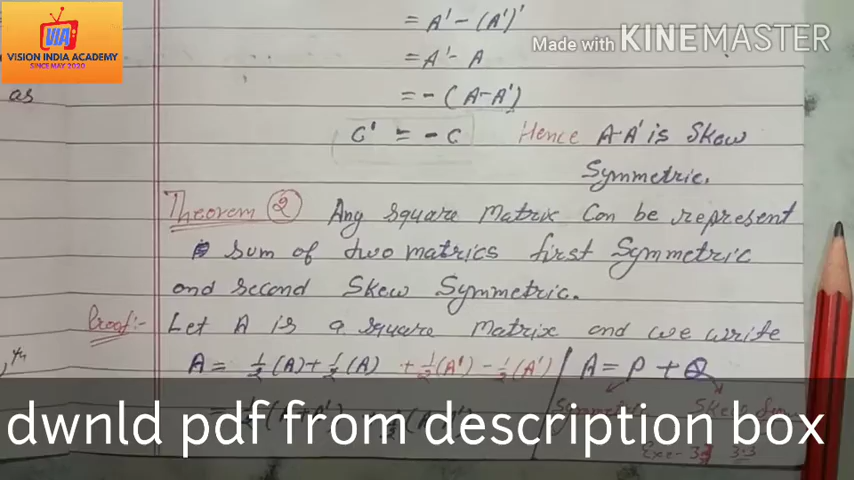 = A' - (A')'
VIA
VISION INDIA ACADEMY
SINCE MAY 2020
Made with KINEMASTER
= A' - A
as
= - ( A - A' )
C' = - C Hence A-A' is Skew
Symmetric.
Theorem 2 Any square Matrix Can be represent
sum of two matrics first Symmetric
and second Skew Symmetric.
Proof:- Let A is a square Matrix and we write
A = 1/2 (A) + 1/2 (A) + 1/2 (A') - 1/2 (A') / A = P + Q
dwnld pdf from description box